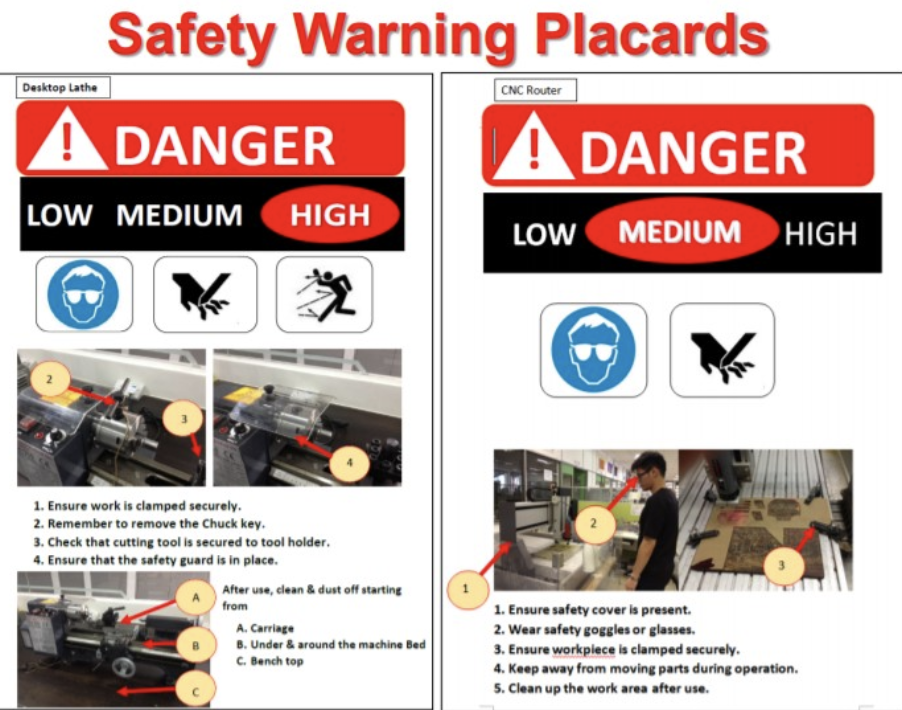 Safety Warning Placards
Desktop Lathe
! DANGER
LOW MEDIUM HIGH
2
3
4
1. Ensure work is clamped securely.
2. Remember to remove the Chuck key.
3. Check that cutting tool is secured to tool holder.
4. Ensure that the safety guard is in place.
A
B
C
After use, clean & dust off starting
from
A. Carriage
B. Under & around the machine Bed
C. Bench top
CNC Router
! DANGER
LOW MEDIUM HIGH
1
2
3
1. Ensure safety cover is present.
2. Wear safety goggles or glasses.
3. Ensure workpiece is clamped securely.
4. Keep away from moving parts during operation.
5. Clean up the work area after use.